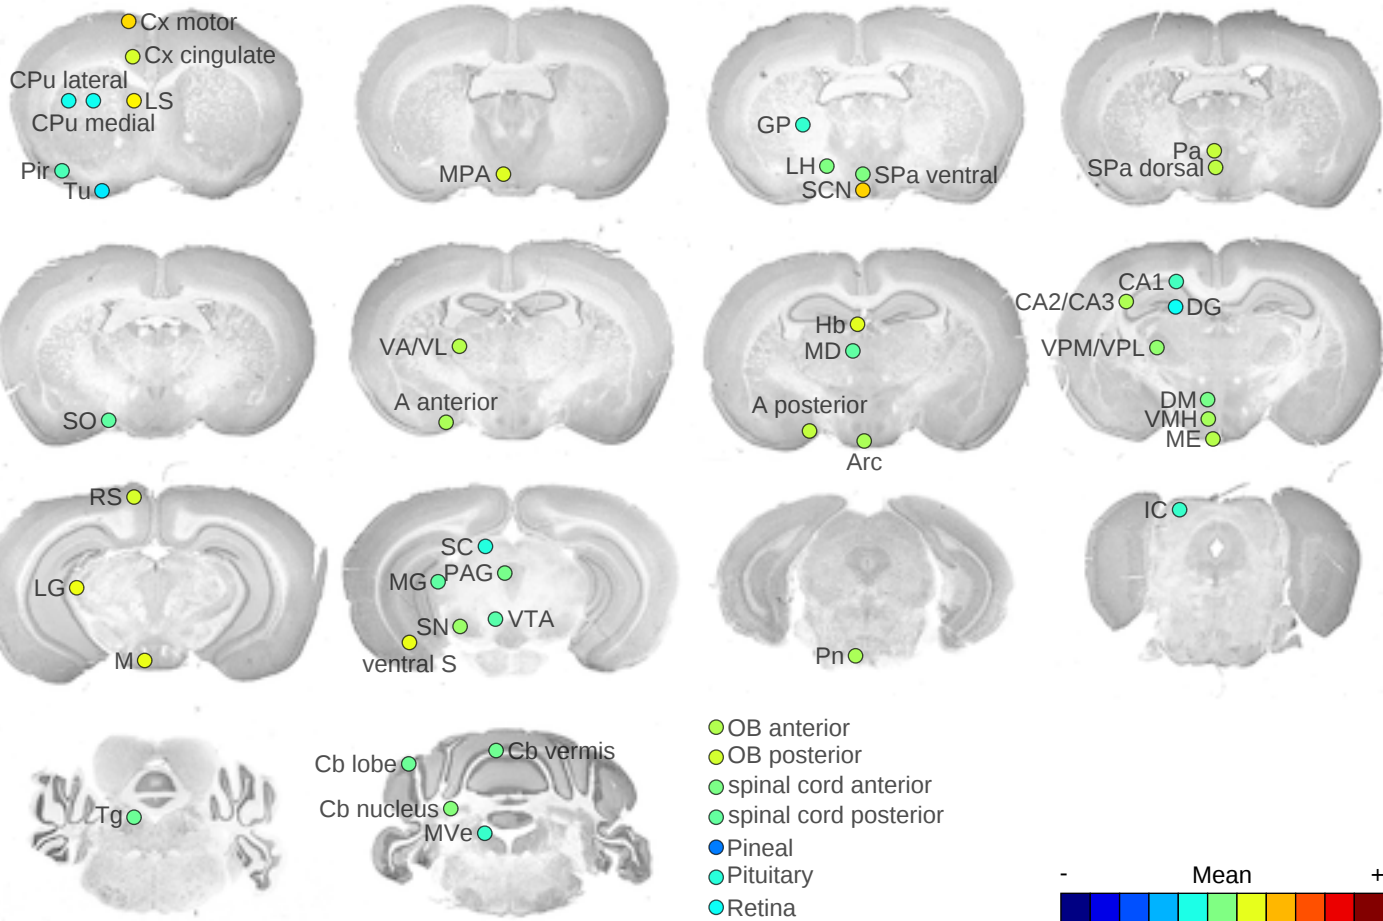 Cx motor
Cx cingulate
CPu lateral
LS
CPu medial
Pir
Tu
MPA
GP
LH
SPa ventral
SCN
Pa
SPa dorsal
SO
VA/VL
A anterior
Hb
MD
A posterior
Arc
CA1
CA2/CA3
DG
VPM/VPL
DM
VMH
ME
RS
LG
M
SC
PAG
MG
VTA
SN
ventral S
Pn
IC
Tg
Cb vermis
Cb lobe
Cb nucleus
MVe
OB anterior
OB posterior
spinal cord anterior
spinal cord posterior
Pineal
Pituitary
Retina
- Mean +